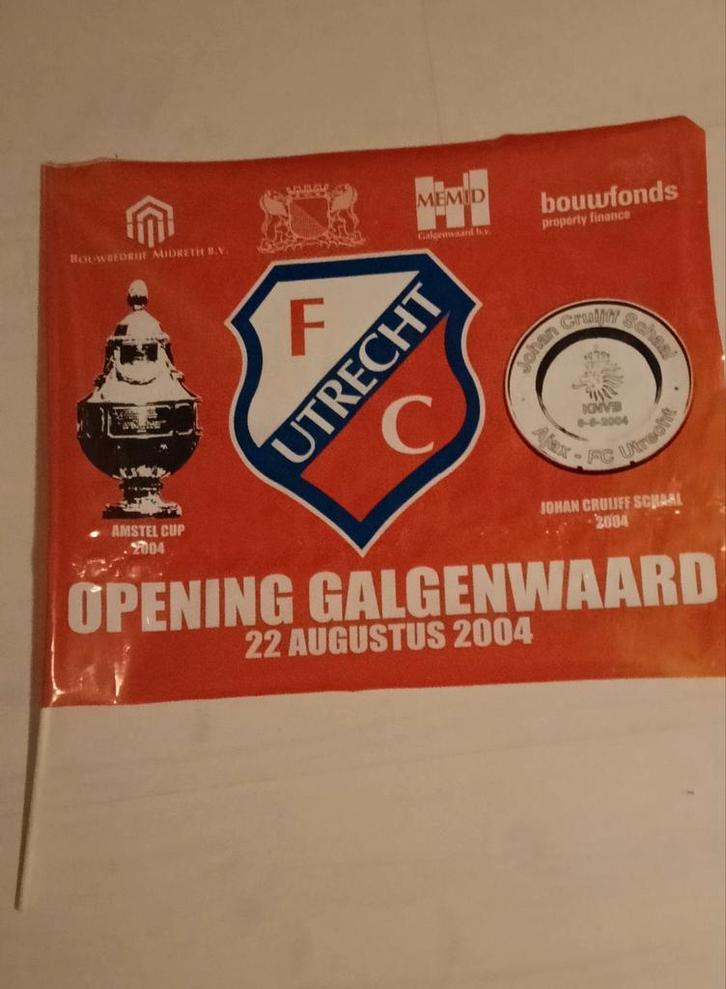 BOUWBEDRIJF MIDRETH B.V.
MEMID
Galgenwaard b.v.
bouwfonds
property finance
F
UTRECHT
C
Johan Cruijff Schaal
KNVB
8-8-2004
Ajax - FC Utrecht
AMSTEL CUP
2004
JOHAN CRUIJFF SCHAAL
2004
OPENING GALGENWAARD
22 AUGUSTUS 2004